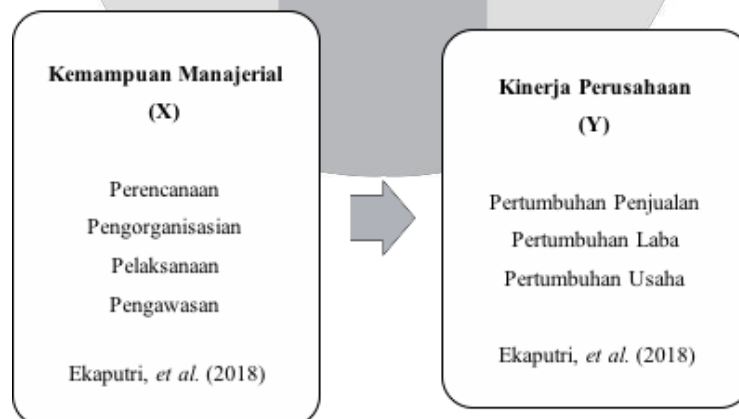 Kemampuan Manajerial
(X)
Perencanaan
Pengorganisasian
Pelaksanaan
Pengawasan
Ekaputri, et al. (2018)
Kinerja Perusahaan
(Y)
Pertumbuhan Penjualan
Pertumbuhan Laba
Pertumbuhan Usaha
Ekaputri, et al. (2018)